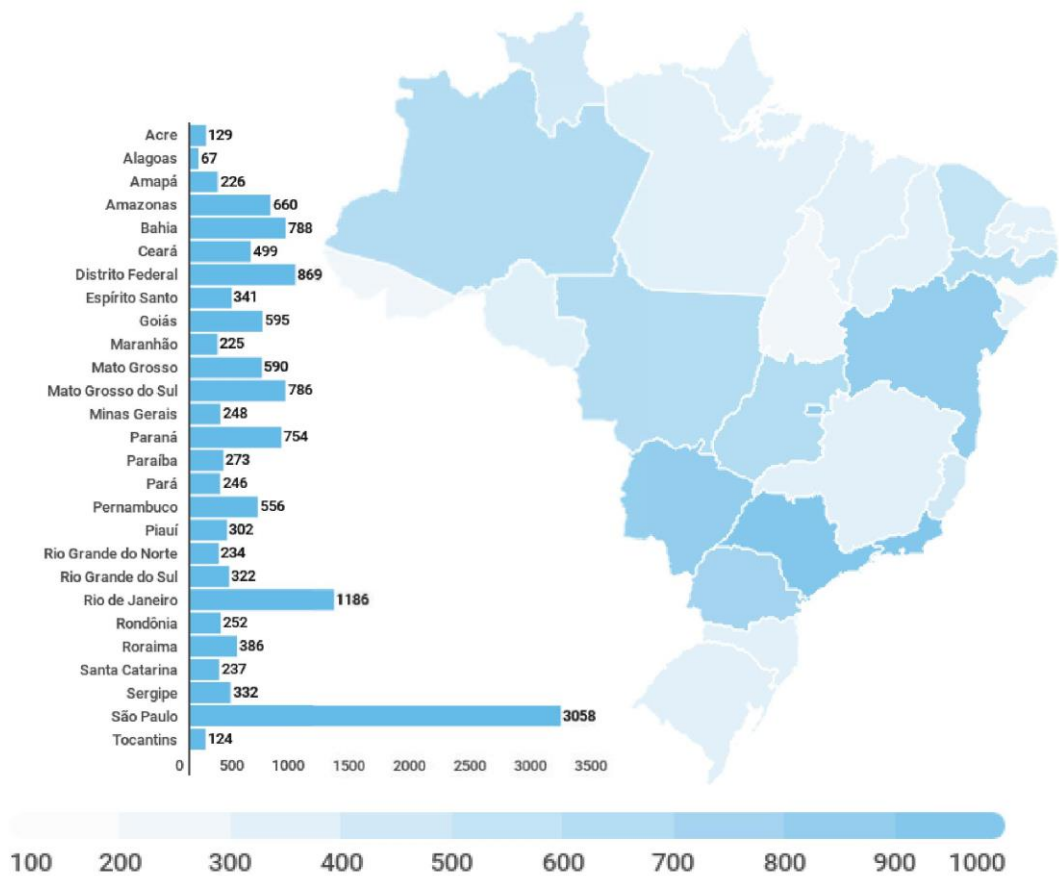 Acre 129
Alagoas 67
Amapá 226
Amazonas 660
Bahia 788
Ceará 499
Distrito Federal 869
Espírito Santo 341
Goiás 595
Maranhão 225
Mato Grosso 590
Mato Grosso do Sul 786
Minas Gerais 248
Paraná 754
Paraíba 273
Pará 246
Pernambuco 556
Piauí 302
Rio Grande do Norte 234
Rio Grande do Sul 322
Rio de Janeiro 1186
Rondônia 252
Roraima 386
Santa Catarina 237
Sergipe 332
São Paulo 3058
Tocantins 124
0 500 1000 1500 2000 2500 3000 3500
100 200 300 400 500 600 700 800 900 1000